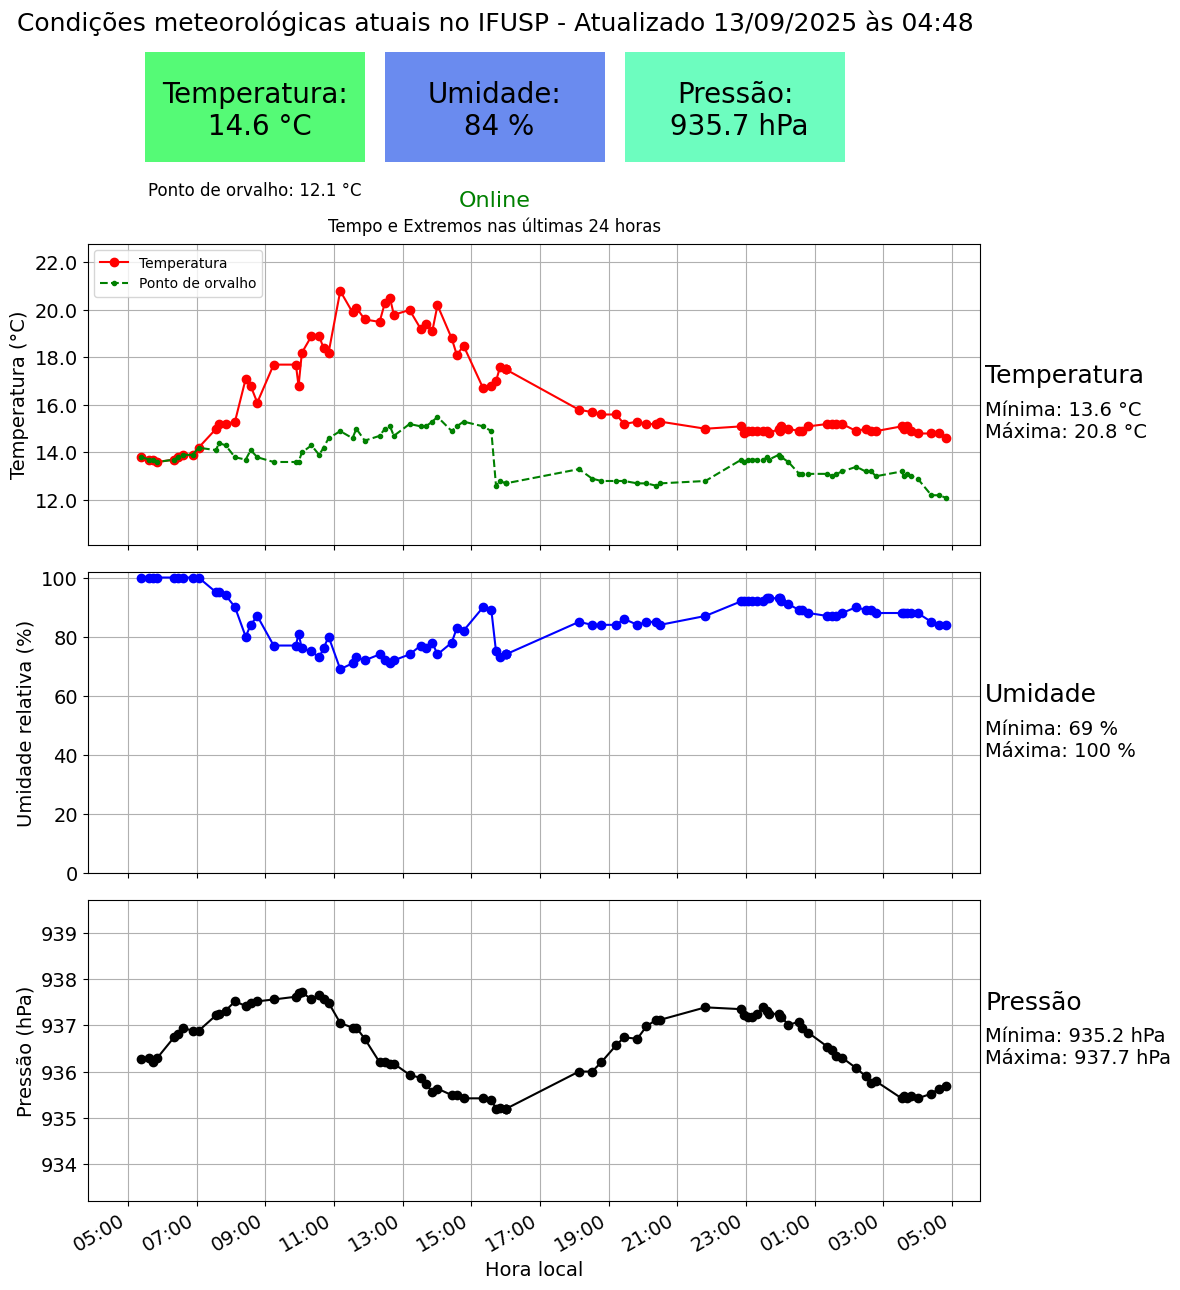 Condições meteorológicas atuais no IFUSP - Atualizado 13/09/2025 às 04:48
Temperatura:
14.6 °C
Umidade:
84 %
Pressão:
935.7 hPa
Ponto de orvalho: 12.1 °C
Online
Tempo e Extremos nas últimas 24 horas
Temperatura
Ponto de orvalho
Temperatura (°C)
22.0
20.0
18.0
16.0
14.0
12.0
Temperatura
Mínima: 13.6 °C
Máxima: 20.8 °C
Umidade relativa (%)
100
80
60
40
20
0
Umidade
Mínima: 69 %
Máxima: 100 %
Pressão (hPa)
939
938
937
936
935
934
Pressão
Mínima: 935.2 hPa
Máxima: 937.7 hPa
05:00
07:00
09:00
11:00
13:00
15:00
17:00
19:00
21:00
23:00
01:00
03:00
05:00
Hora local